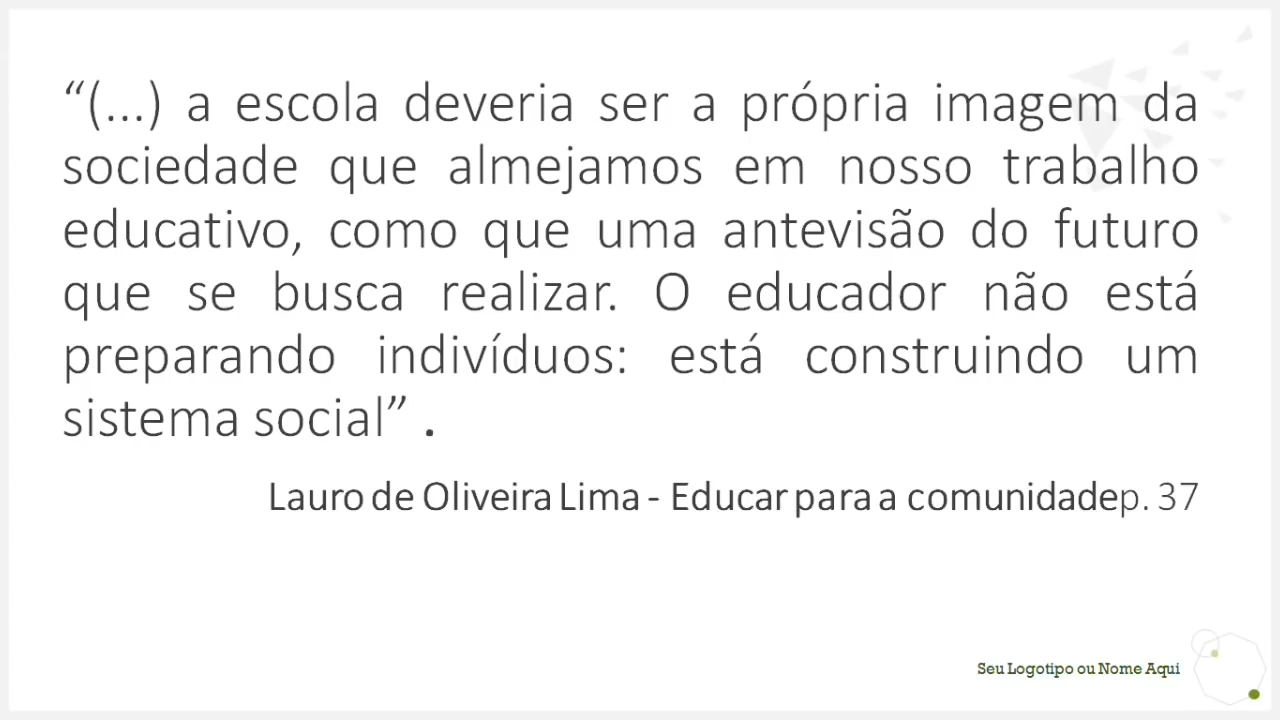 “(...) a escola deveria ser a própria imagem da
sociedade que almejamos em nosso trabalho
educativo, como que uma antevisão do futuro
que se busca realizar. O educador não está
preparando indivíduos: está construindo um
sistema social” .
Lauro de Oliveira Lima - Educar para a comunidadep. 37
Seu Logotipo ou Nome Aqui